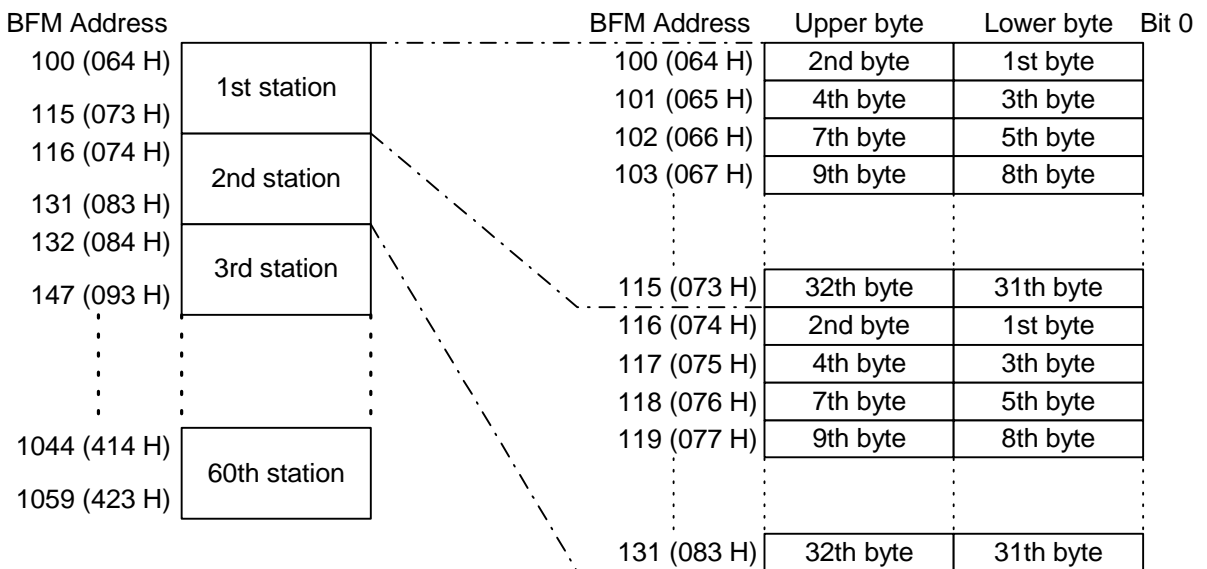 BFM Address
100 (064 H)
1st station
115 (073 H)
116 (074 H)
2nd station
131 (083 H)
132 (084 H)
3rd station
147 (093 H)
1044 (414 H)
60th station
1059 (423 H)
BFM Address Upper byte Lower byte Bit 0
100 (064 H) 2nd byte 1st byte
101 (065 H) 4th byte 3th byte
102 (066 H) 7th byte 5th byte
103 (067 H) 9th byte 8th byte
115 (073 H) 32th byte 31th byte
116 (074 H) 2nd byte 1st byte
117 (075 H) 4th byte 3th byte
118 (076 H) 7th byte 5th byte
119 (077 H) 9th byte 8th byte
131 (083 H) 32th byte 31th byte